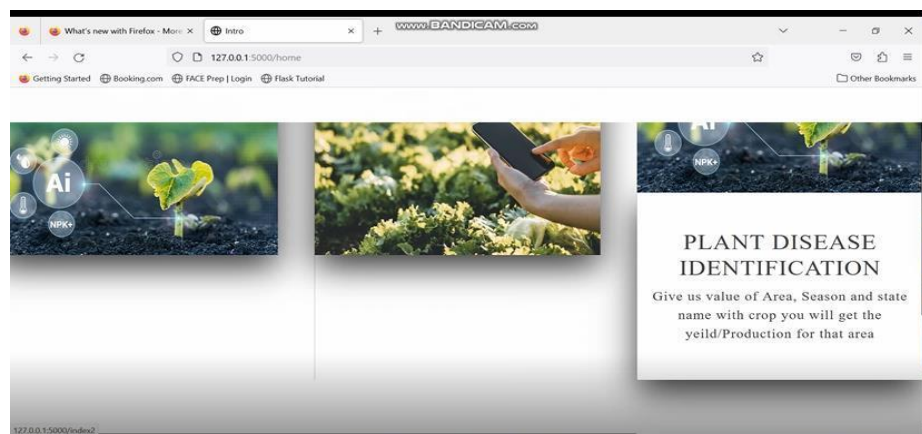 www.BANDICAM.com
What's new with Firefox - More
Intro
127.0.0.1:5000/home
Getting Started Booking.com FACE Prep | Login Flask Tutorial Other Bookmarks
Ai
NPK+
Ai
NPK+
PLANT DISEASE
IDENTIFICATION
Give us value of Area, Season and state
name with crop you will get the
yeild/Production for that area
127.0.0.1:5000/index2